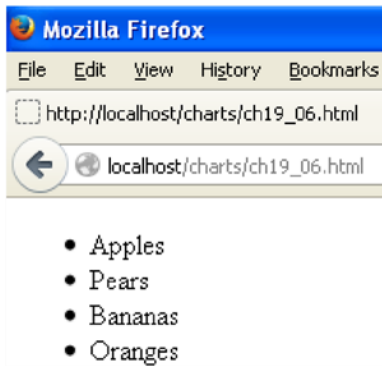 Mozilla Firefox
File Edit View History Bookmarks
http://localhost/charts/ch19_06.html
localhost/charts/ch19_06.html
• Apples
• Pears
• Bananas
• Oranges